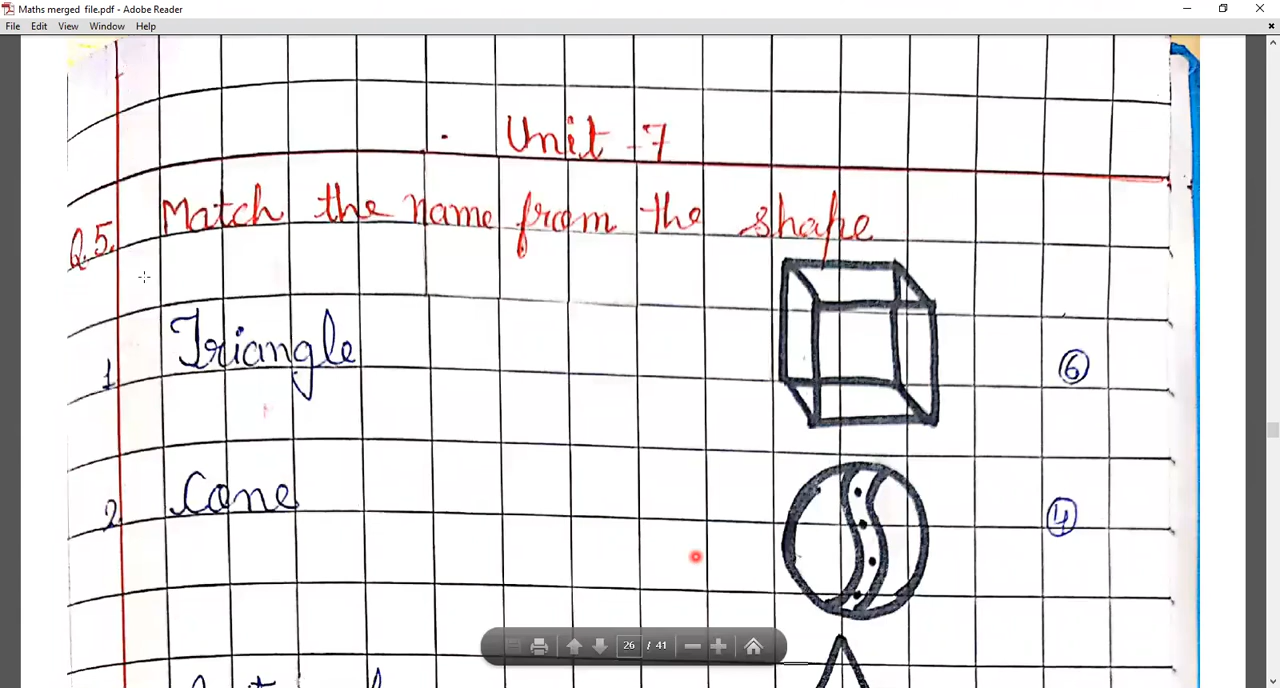 Maths merged file.pdf - Adobe Reader
File Edit View Window Help
Unit - 7
Q.5. Match the name from the shape
1 Triangle 6
2 Cone 4
26 / 41